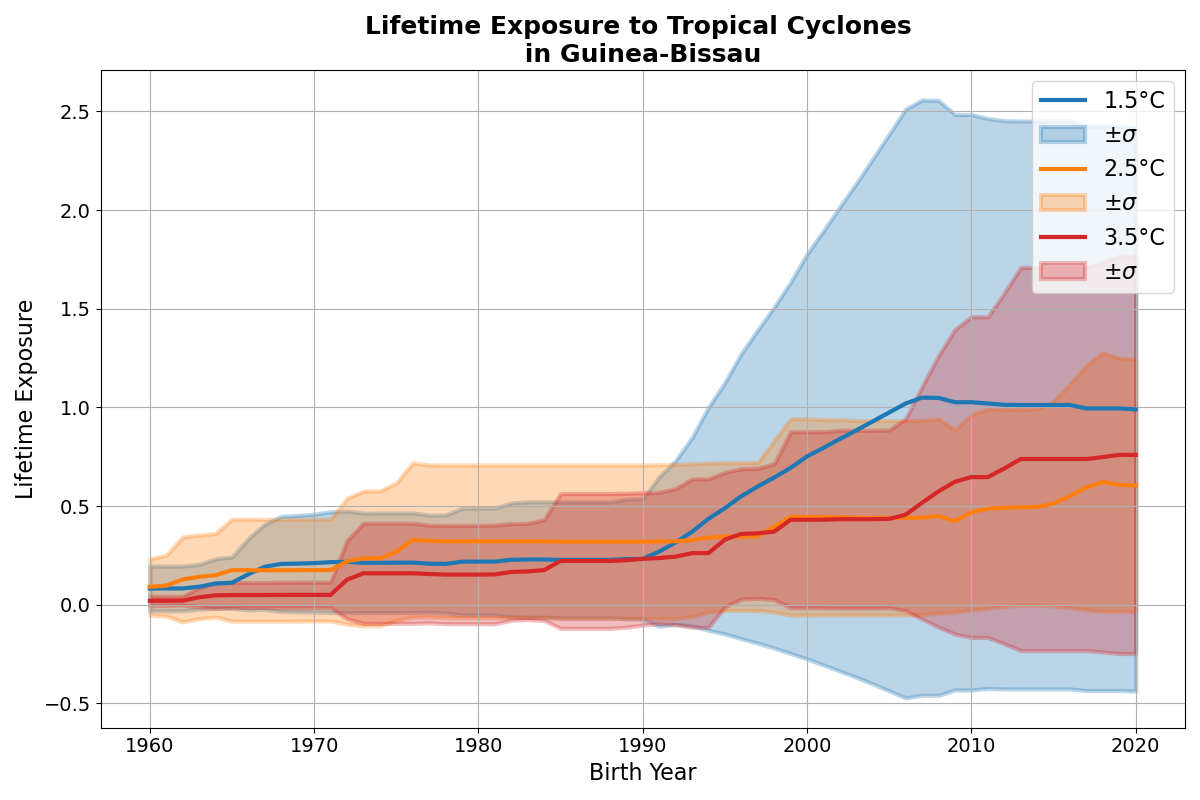 Lifetime Exposure to Tropical Cyclones
in Guinea-Bissau
Lifetime Exposure
2.5
2.0
1.5
1.0
0.5
0.0
−0.5
1.5°C
±σ
2.5°C
±σ
3.5°C
±σ
1960
1970
1980
1990
2000
2010
2020
Birth Year